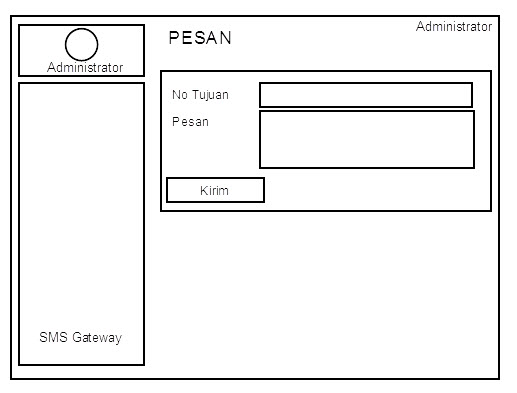 Administrator
PESAN
Administrator
No Tujuan
Pesan
Kirim
SMS Gateway